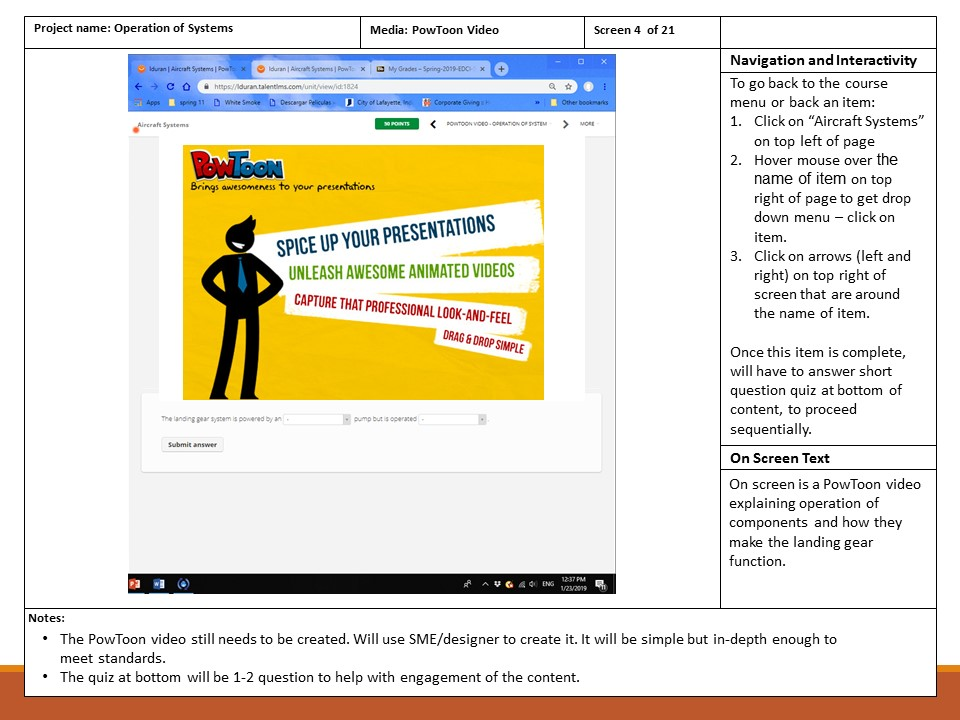 Project name: Operation of Systems
Media: PowToon Video
Screen 4 of 21
lduran | Aircraft Systems | PowTo
lduran | Aircraft Systems | PowTo
My Grades – Spring-2019-EDCI
https://lduran.talentlms.com/unit/view/id:1824
Apps
spring 11
White Smoke
Descargar Peliculas
City of Lafayette, Ind
Corporate Giving
»
Other bookmarks
Aircraft Systems
50 POINTS
POWTOON VIDEO - OPERATION OF SYSTEM
MORE
PowToon
Brings awesomeness to your presentations
SPICE UP YOUR PRESENTATIONS
UNLEASH AWESOME ANIMATED VIDEOS
CAPTURE THAT PROFESSIONAL LOOK-AND-FEEL
DRAG & DROP SIMPLE
The landing gear system is powered by an - pump but is operated - .
Submit answer
ENG
12:37 PM
1/23/2019
Navigation and Interactivity
To go back to the course
menu or back an item:
1. Click on “Aircraft Systems”
on top left of page
2. Hover mouse over the
name of item on top
right of page to get drop
down menu – click on
item.
3. Click on arrows (left and
right) on top right of
screen that are around
the name of item.
Once this item is complete,
will have to answer short
question quiz at bottom of
content, to proceed
sequentially.
On Screen Text
On screen is a PowToon video
explaining operation of
components and how they
make the landing gear
function.
Notes:
• The PowToon video still needs to be created. Will use SME/designer to create it. It will be simple but in-depth enough to
meet standards.
• The quiz at bottom will be 1-2 question to help with engagement of the content.